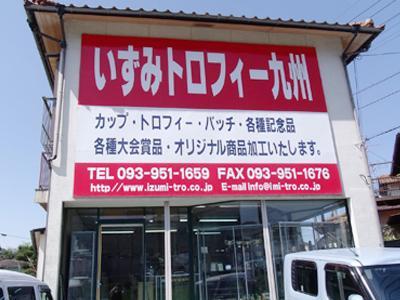 いずみトロフィー九州
カップ・トロフィー・バッチ・各種記念品
各種大会賞品・オリジナル商品加工いたします。
TEL 093-951-1659 FAX 093-951-1676
http//www.izumi-tro.co.jp E-mail info@imi-tro.co.jp